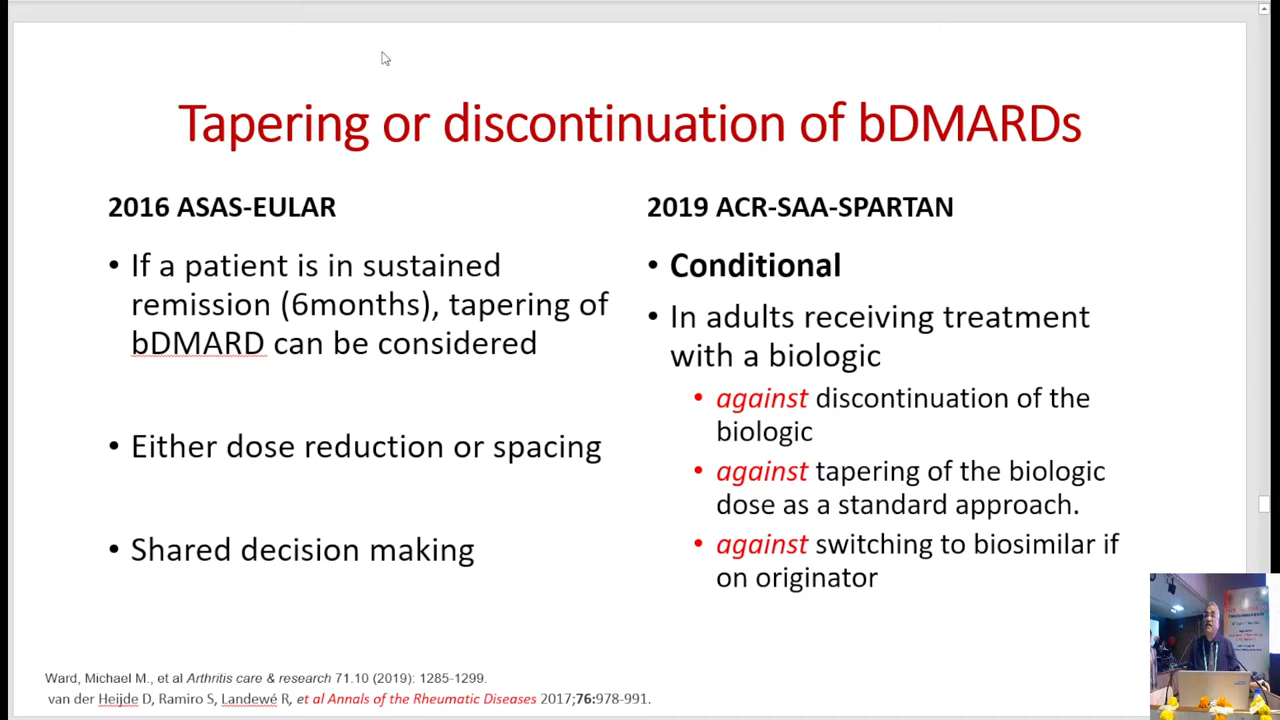 Tapering or discontinuation of bDMARDs
2016 ASAS-EULAR
• If a patient is in sustained
remission (6months), tapering of
bDMARD can be considered
• Either dose reduction or spacing
• Shared decision making
2019 ACR-SAA-SPARTAN
• Conditional
• In adults receiving treatment
with a biologic
• against discontinuation of the
biologic
• against tapering of the biologic
dose as a standard approach.
• against switching to biosimilar if
on originator
Ward, Michael M., et al Arthritis care & research 71.10 (2019): 1285-1299.
van der Heijde D, Ramiro S, Landewé R, et al Annals of the Rheumatic Diseases 2017;76:978-991.